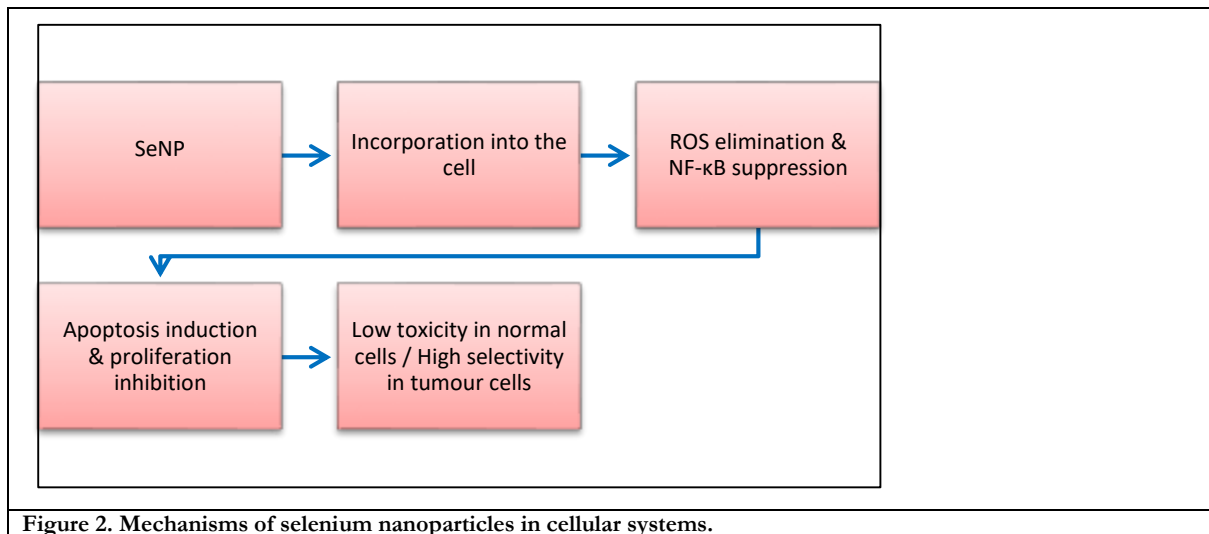 SeNP
Incorporation into the
cell
ROS elimination &
NF-κB suppression
Apoptosis induction
& proliferation
inhibition
Low toxicity in normal
cells / High selectivity
in tumour cells
Figure 2. Mechanisms of selenium nanoparticles in cellular systems.